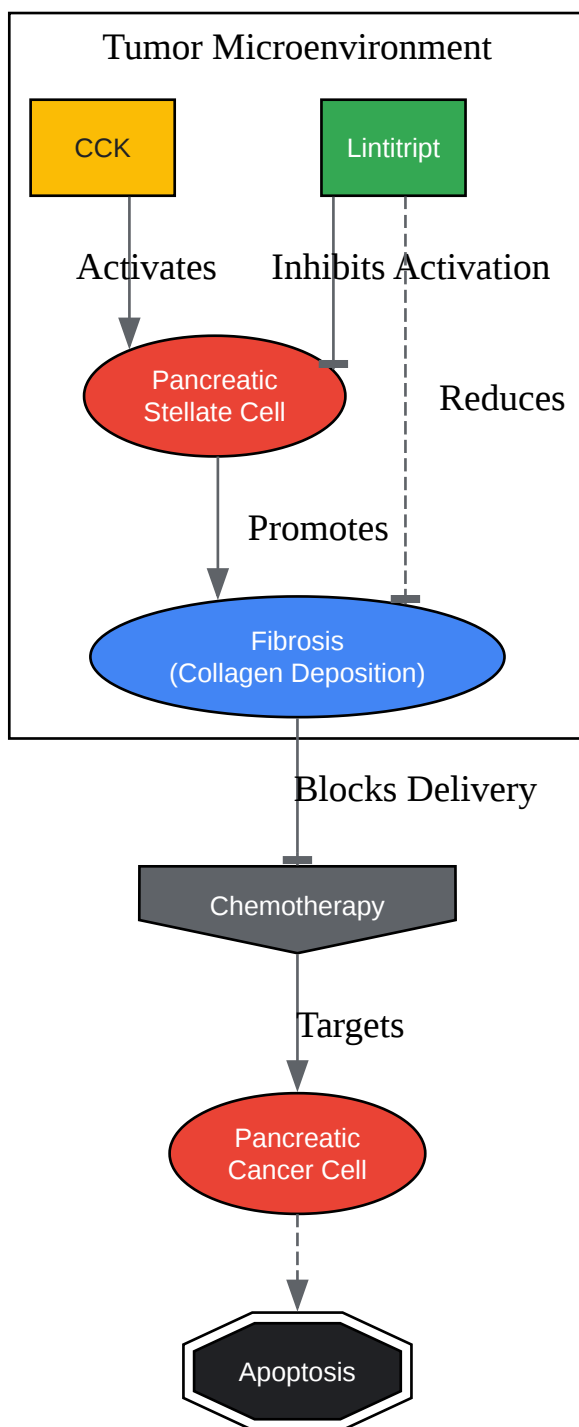 Tumor Microenvironment
CCK
Lintitript
Activates
Inhibits Activation
Pancreatic
Stellate Cell
Reduces
Promotes
Fibrosis
(Collagen Deposition)
Blocks Delivery
Chemotherapy
Targets
Pancreatic
Cancer Cell
Apoptosis